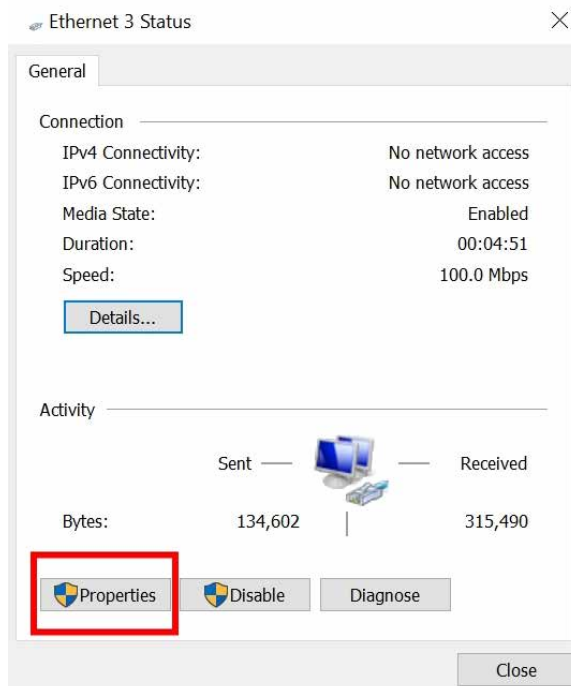 Ethernet 3 Status
General
Connection
IPv4 Connectivity: No network access
IPv6 Connectivity: No network access
Media State: Enabled
Duration: 00:04:51
Speed: 100.0 Mbps
Details...
Activity
Sent Received
Bytes: 134,602 315,490
Properties Disable Diagnose
Close